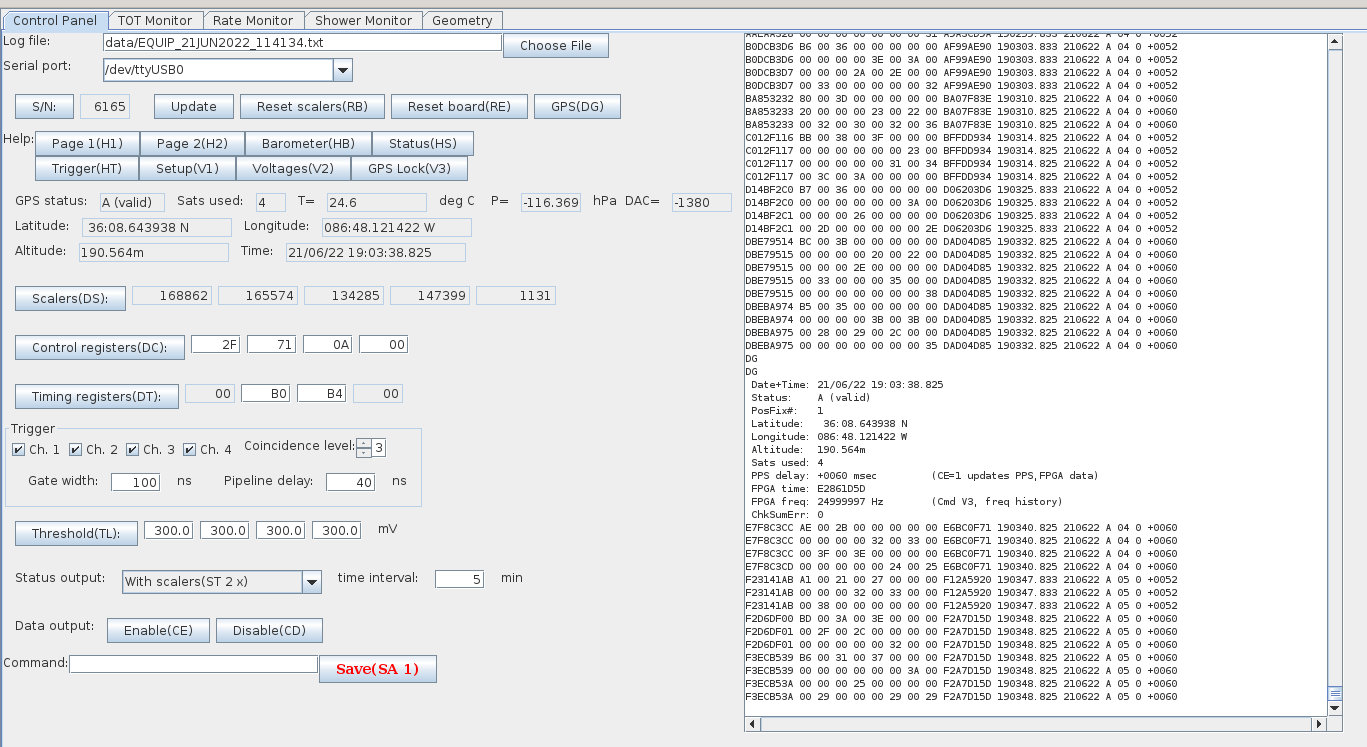 Control Panel TOT Monitor Rate Monitor Shower Monitor Geometry
Log file: data/EQUIP_21JUN2022_114134.txt Choose File
Serial port: /dev/ttyUSB0
S/N: 6165 Update Reset scalers(RB) Reset board(RE) GPS(DG)
Help: Page 1(H1) Page 2(H2) Barometer(HB) Status(HS)
Trigger(HT) Setup(V1) Voltages(V2) GPS Lock(V3)
GPS status: A (valid) Sats used: 4 T= 24.6 deg C P= -116.369 hPa DAC= -1380
Latitude: 36:08.643938 N Longitude: 086:48.121422 W
Altitude: 190.564m Time: 21/06/22 19:03:38.825
Scalers(DS): 168862 165574 134285 147399 1131
Control registers(DC): 2F 71 0A 00
Timing registers(DT): 00 B0 B4 00
Trigger
Ch. 1 Ch. 2 Ch. 3 Ch. 4 Coincidence level: 3
Gate width: 100 ns Pipeline delay: 40 ns
Threshold(TL): 300.0 300.0 300.0 300.0 mV
Status output: With scalers(ST 2 x) time interval: 5 min
Data output: Enable(CE) Disable(CD)
Command: Save(SA 1)
B0DCB3D6 B6 00 36 00 00 00 00 00 AF99AE90 190303.833 210622 A 04 0 +0052
B0DCB3D6 00 00 00 00 3E 00 3A 00 AF99AE90 190303.833 210622 A 04 0 +0052
B0DCB3D7 00 00 00 2A 00 2E 00 00 AF99AE90 190303.833 210622 A 04 0 +0052
B0DCB3D7 00 33 00 00 00 00 00 32 AF99AE90 190303.833 210622 A 04 0 +0052
BA853232 80 00 3D 00 00 00 00 00 BA07F83E 190310.825 210622 A 04 0 +0060
BA853233 20 00 00 00 23 00 22 00 BA07F83E 190310.825 210622 A 04 0 +0060
BA853233 00 32 00 30 00 32 00 36 BA07F83E 190310.825 210622 A 04 0 +0060
C012F116 BB 00 38 00 3F 00 00 00 BFFDD934 190314.825 210622 A 04 0 +0060
C012F117 00 00 00 00 00 00 23 00 BFFDD934 190314.825 210622 A 04 0 +0060
C012F117 00 00 00 00 00 31 00 34 BFFDD934 190314.825 210622 A 04 0 +0060
C012F117 00 3C 00 3A 00 00 00 00 BFFDD934 190314.825 210622 A 04 0 +0060
D14BF2C0 B7 00 36 00 00 00 00 00 D06203D6 190325.833 210622 A 04 0 +0052
D14BF2C0 00 00 00 00 00 00 3A 00 D06203D6 190325.833 210622 A 04 0 +0052
D14BF2C1 00 00 00 26 00 00 00 00 D06203D6 190325.833 210622 A 04 0 +0052
D14BF2C1 00 2D 00 00 00 00 00 2E D06203D6 190325.833 210622 A 04 0 +0052
DBE79514 BC 00 3B 00 00 00 00 00 DAD04D85 190332.825 210622 A 04 0 +0060
DBE79515 00 00 00 00 20 00 22 00 DAD04D85 190332.825 210622 A 04 0 +0060
DBE79515 00 00 00 2E 00 00 00 00 DAD04D85 190332.825 210622 A 04 0 +0060
DBE79515 00 33 00 00 00 35 00 00 DAD04D85 190332.825 210622 A 04 0 +0060
DBE79515 00 00 00 00 00 00 00 38 DAD04D85 190332.825 210622 A 04 0 +0060
DBEBA974 B5 00 35 00 00 00 00 00 DAD04D85 190332.825 210622 A 04 0 +0060
DBEBA974 00 00 00 00 3B 00 3B 00 DAD04D85 190332.825 210622 A 04 0 +0060
DBEBA975 00 28 00 29 00 2C 00 00 DAD04D85 190332.825 210622 A 04 0 +0060
DBEBA975 00 00 00 00 00 00 00 35 DAD04D85 190332.825 210622 A 04 0 +0060
DG
DG
Date+Time: 21/06/22 19:03:38.825
Status: A (valid)
PosFix#: 1
Latitude: 36:08.643938 N
Longitude: 086:48.121422 W
Altitude: 190.564m
Sats used: 4
PPS delay: +0060 msec (CE=1 updates PPS,FPGA data)
FPGA time: E2861D5D
FPGA freq: 24999997 Hz (Cmd V3, freq history)
ChkSumErr: 0
E7F8C3CC AE 00 2B 00 00 00 00 00 E6BC0F71 190340.825 210622 A 04 0 +0060
E7F8C3CC 00 00 00 00 32 00 33 00 E6BC0F71 190340.825 210622 A 04 0 +0060
E7F8C3CC 00 3F 00 3E 00 00 00 00 E6BC0F71 190340.825 210622 A 04 0 +0060
E7F8C3CD 00 00 00 00 00 24 00 25 E6BC0F71 190340.825 210622 A 04 0 +0060
F23141AB A1 00 21 00 27 00 00 00 F12A5920 190347.833 210622 A 05 0 +0052
F23141AB 00 00 00 00 32 00 33 00 F12A5920 190347.833 210622 A 05 0 +0052
F23141AB 00 38 00 00 00 00 00 00 F12A5920 190347.833 210622 A 05 0 +0052
F2D6DF00 BD 00 3A 00 3E 00 00 00 F2A7D15D 190348.825 210622 A 05 0 +0060
F2D6DF01 00 2F 00 2C 00 00 00 00 F2A7D15D 190348.825 210622 A 05 0 +0060
F2D6DF01 00 00 00 00 00 32 00 00 F2A7D15D 190348.825 210622 A 05 0 +0060
F3ECB539 B6 00 31 00 37 00 00 00 F2A7D15D 190348.825 210622 A 05 0 +0060
F3ECB539 00 00 00 00 00 00 3A 00 F2A7D15D 190348.825 210622 A 05 0 +0060
F3ECB53A 00 00 00 25 00 00 00 00 F2A7D15D 190348.825 210622 A 05 0 +0060
F3ECB53A 00 29 00 00 00 29 00 29 F2A7D15D 190348.825 210622 A 05 0 +0060